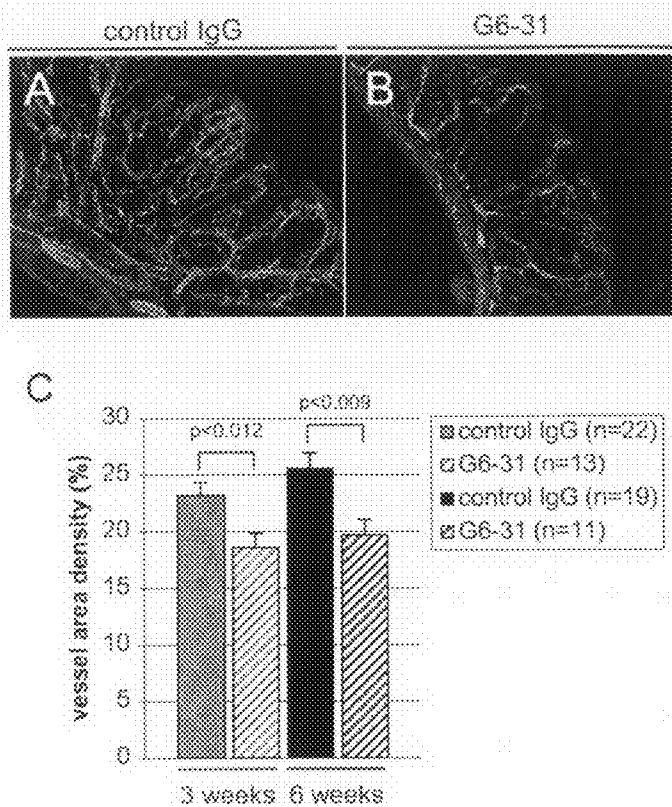 control IgG G6-31
A B
C
30
25
20
15
10
5
0
vessel area density (%)
p<0.012
p<0.009
3 weeks 6 weeks
control IgG (n=22)
G6-31 (n=13)
control IgG (n=19)
G6-31 (n=11)